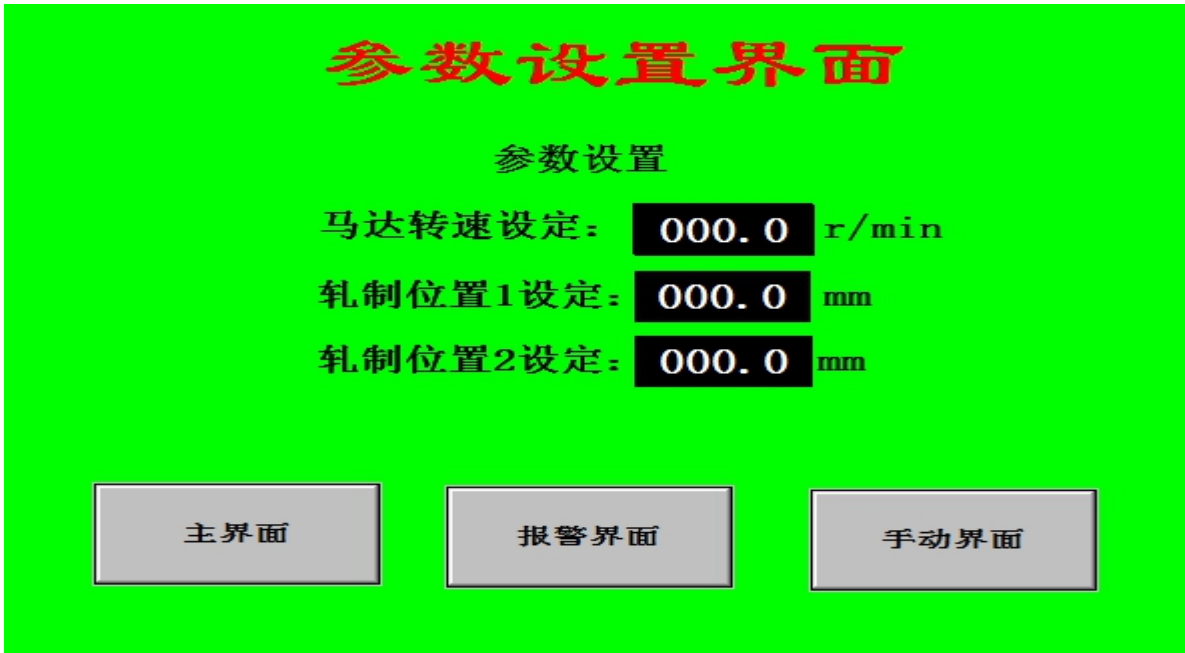 参数设置界面
参数设置
马达转速设定： 000.0 r/min
轧制位置1设定： 000.0 mm
轧制位置2设定： 000.0 mm
主界面 报警界面 手动界面